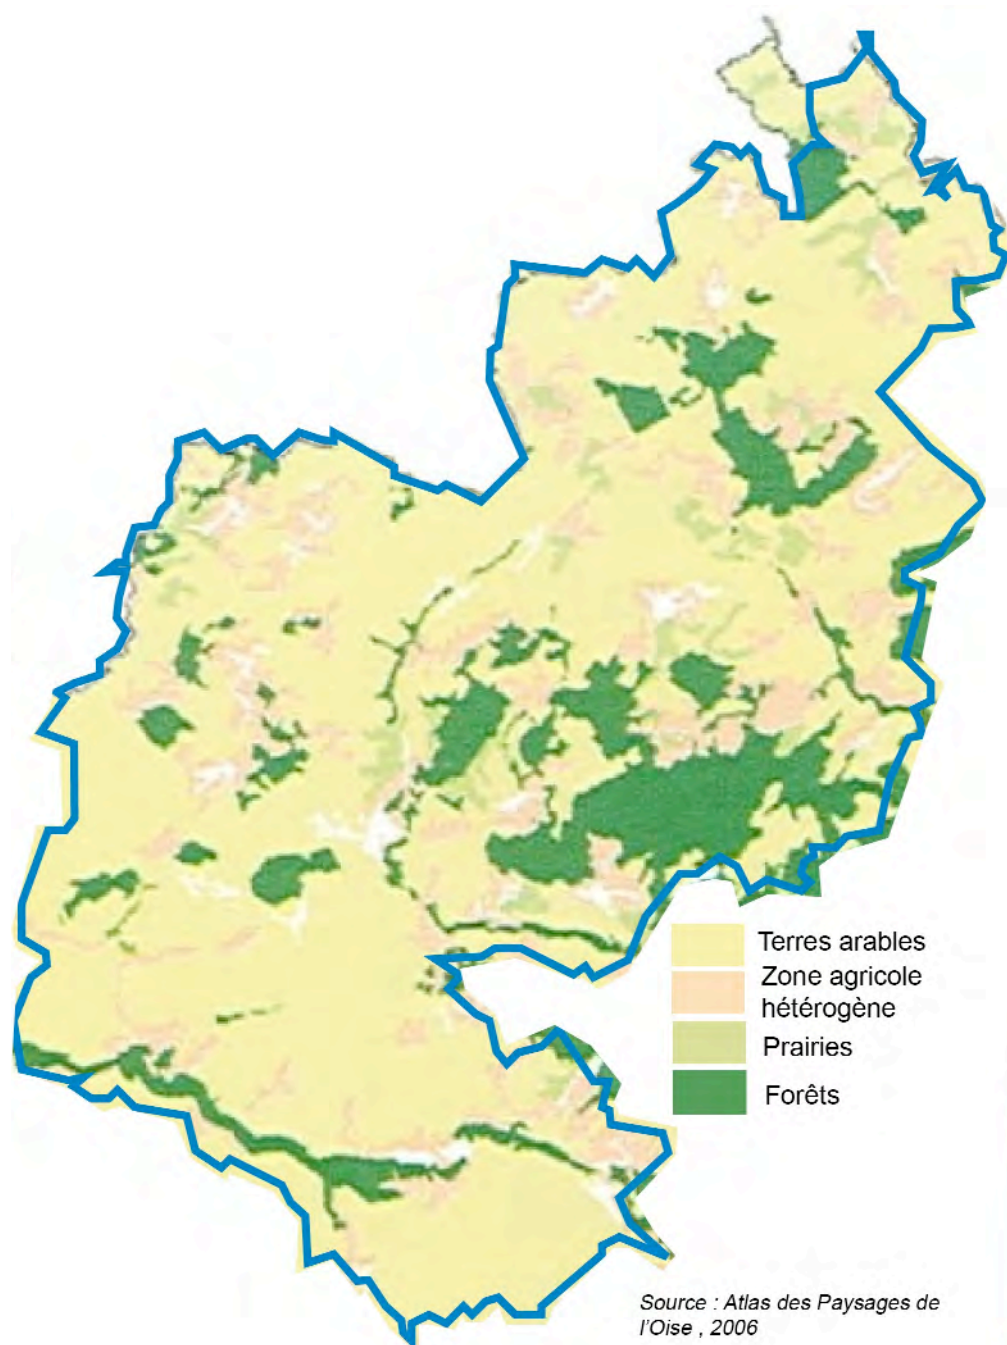 Terres arables
Zone agricole
hétérogène
Prairies
Forêts
Source : Atlas des Paysages de
l'Oise , 2006